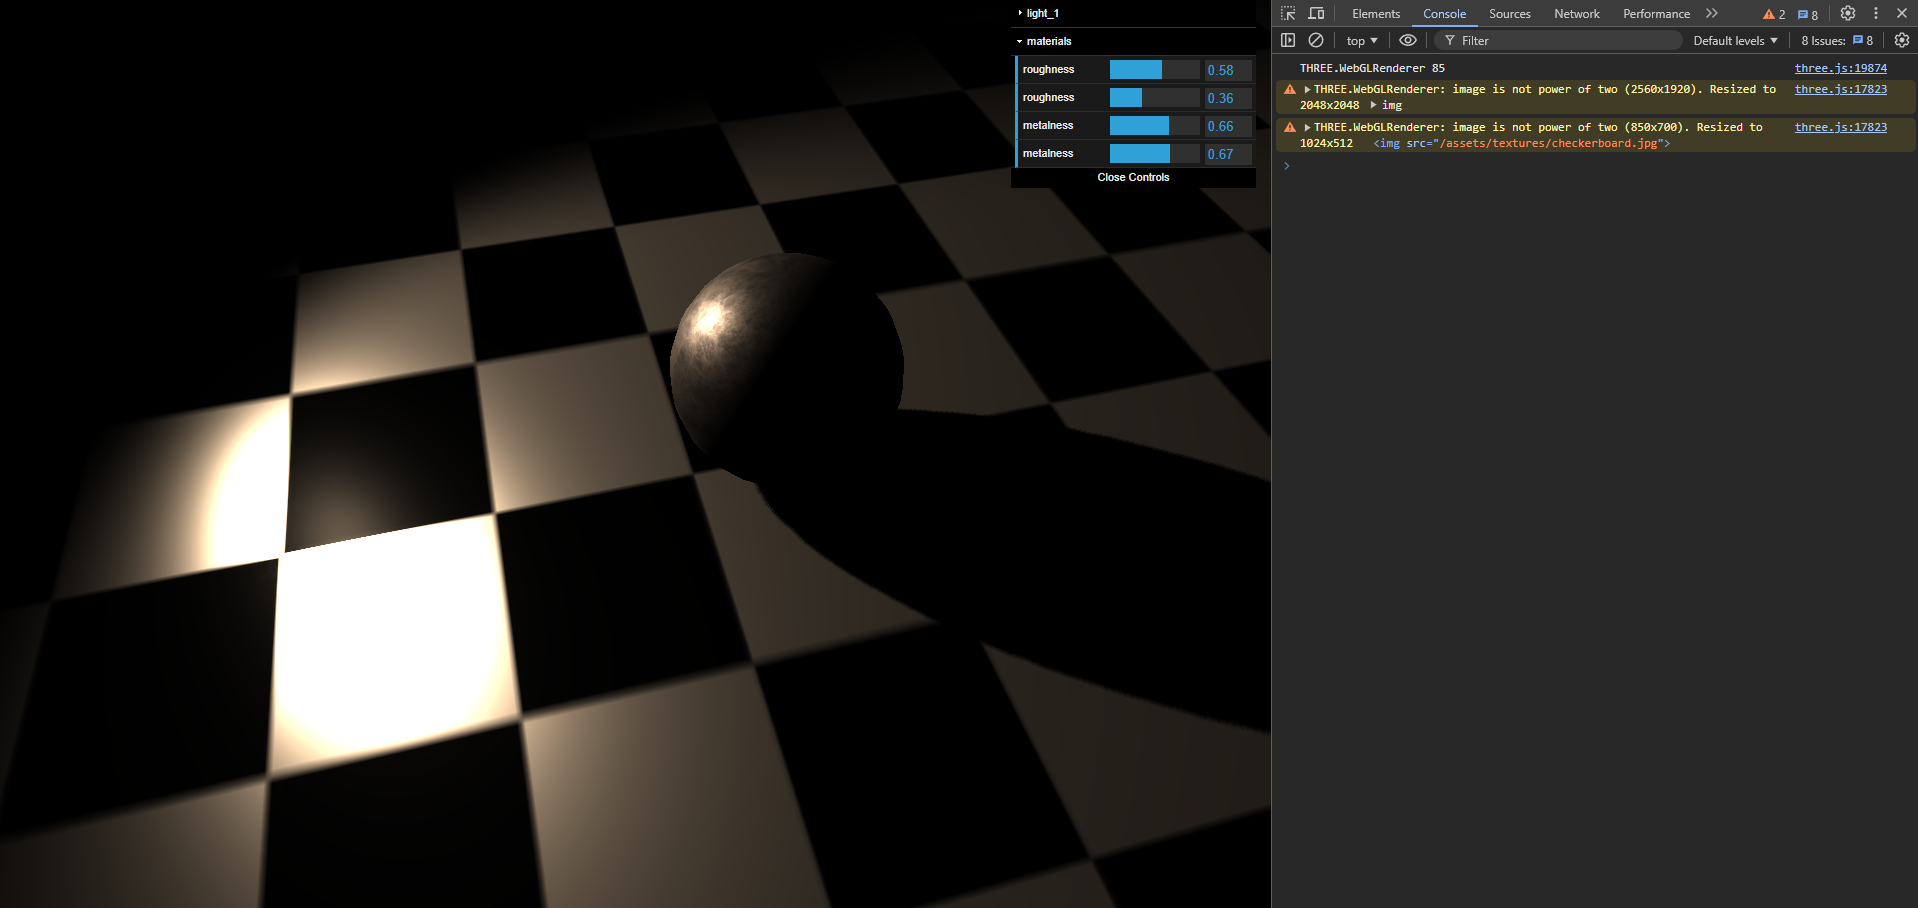 light_1
materials
roughness 0.58
roughness 0.36
metalness 0.66
metalness 0.67
Close Controls
Elements Console Sources Network Performance 2 8
top Filter Default levels 8 Issues: 8
THREE.WebGLRenderer 85 three.js:19874
THREE.WebGLRenderer: image is not power of two (2560x1920). Resized to three.js:17823
2048x2048 img
THREE.WebGLRenderer: image is not power of two (850x700). Resized to three.js:17823
1024x512 <img src="/assets/textures/checkerboard.jpg">